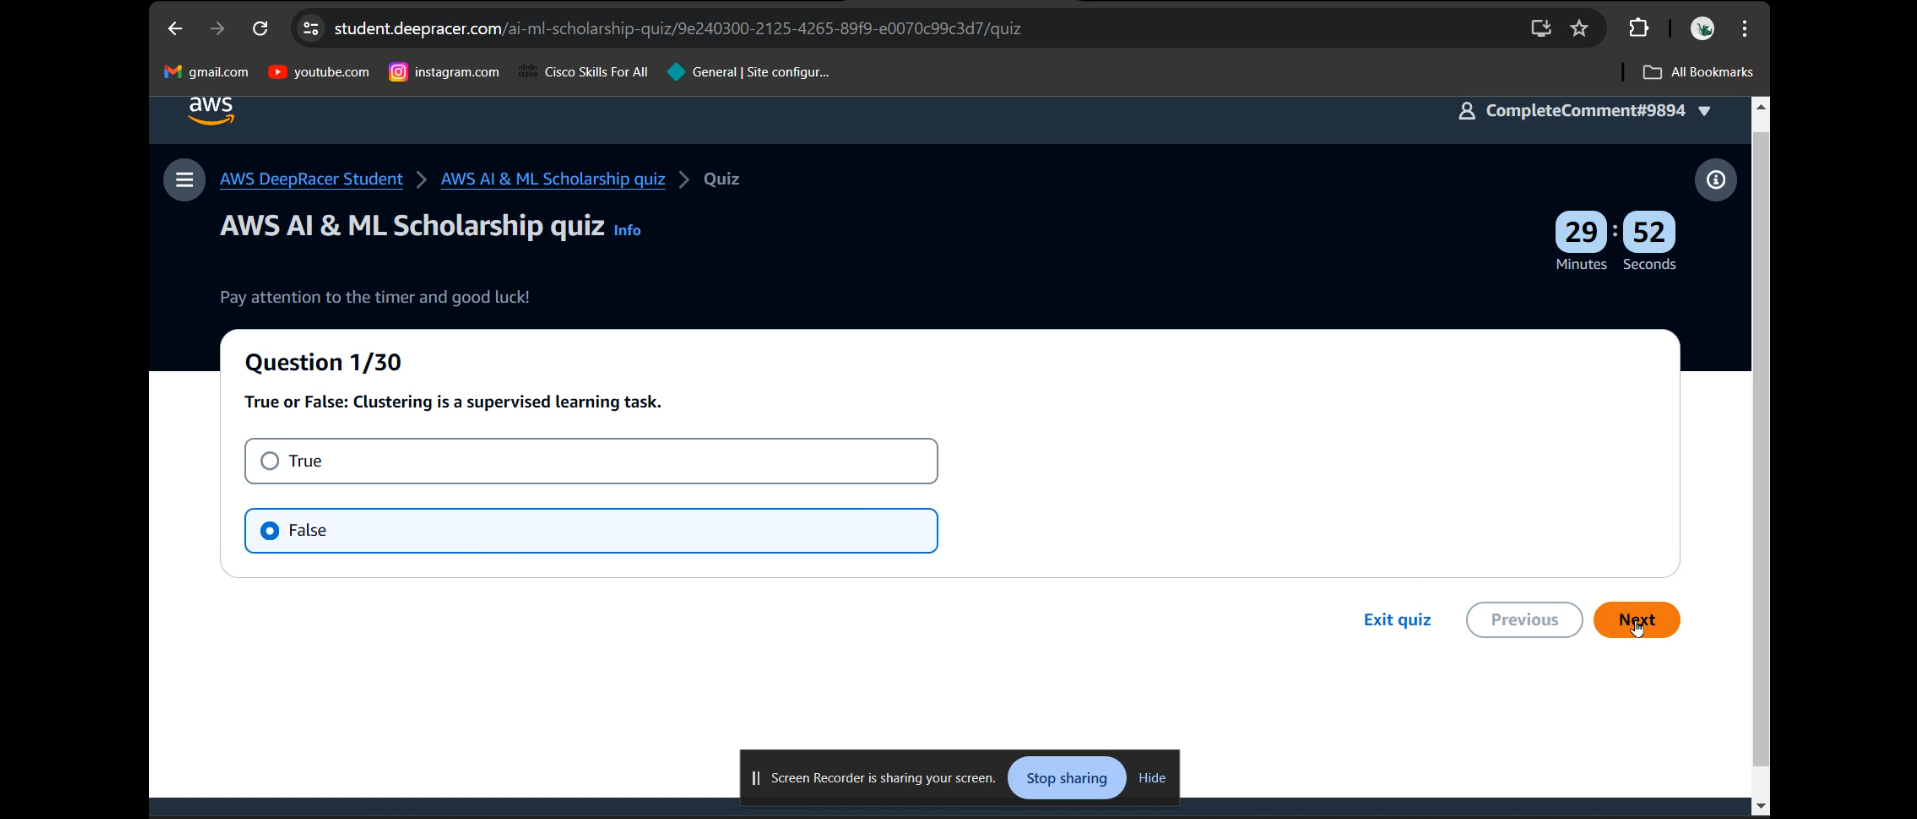 student.deepracer.com/ai-ml-scholarship-quiz/9e240300-2125-4265-89f9-e0070c99c3d7/quiz
gmail.com youtube.com instagram.com Cisco Skills For All General | Site configur... All Bookmarks
aws CompleteComment#9894
AWS DeepRacer Student > AWS AI & ML Scholarship quiz > Quiz
AWS AI & ML Scholarship quiz Info
29 : 52
Minutes Seconds
Pay attention to the timer and good luck!
Question 1/30
True or False: Clustering is a supervised learning task.
True
False
Exit quiz Previous Next
Screen Recorder is sharing your screen. Stop sharing Hide